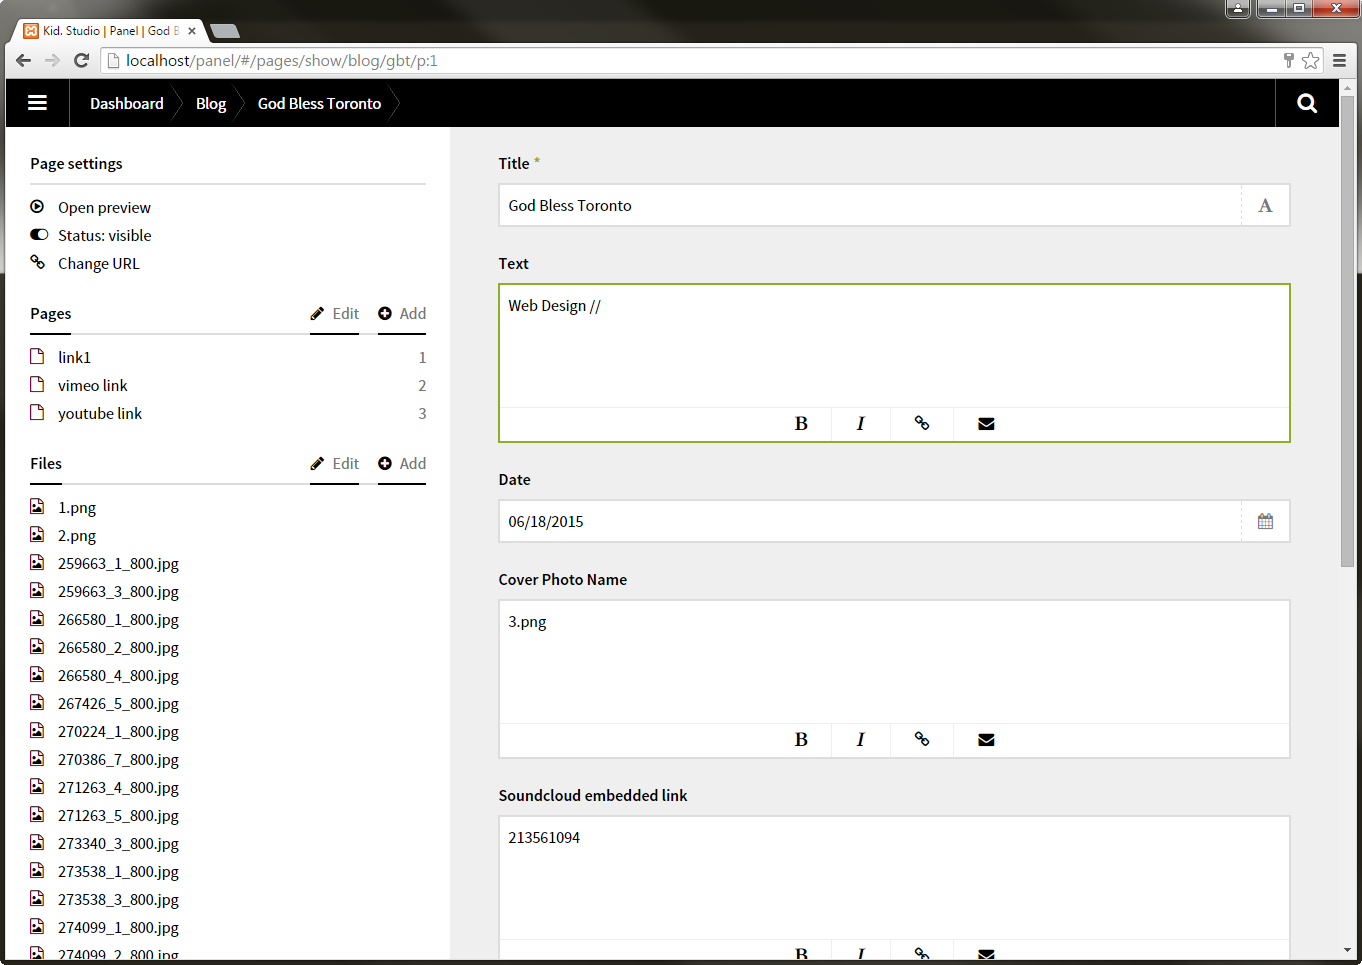 Kid. Studio | Panel | God B
localhost/panel/#/pages/show/blog/gbt/p:1
Dashboard Blog God Bless Toronto
Page settings
Open preview
Status: visible
Change URL
Pages Edit Add
link1 1
vimeo link 2
youtube link 3
Files Edit Add
1.png
2.png
259663_1_800.jpg
259663_3_800.jpg
266580_1_800.jpg
266580_2_800.jpg
266580_4_800.jpg
267426_5_800.jpg
270224_1_800.jpg
270386_7_800.jpg
271263_4_800.jpg
271263_5_800.jpg
273340_3_800.jpg
273538_1_800.jpg
273538_3_800.jpg
274099_1_800.jpg
274099_2_800.jpg
Title *
God Bless Toronto A
Text
Web Design //
B I
Date
06/18/2015
Cover Photo Name
3.png
B I
Soundcloud embedded link
213561094
B I